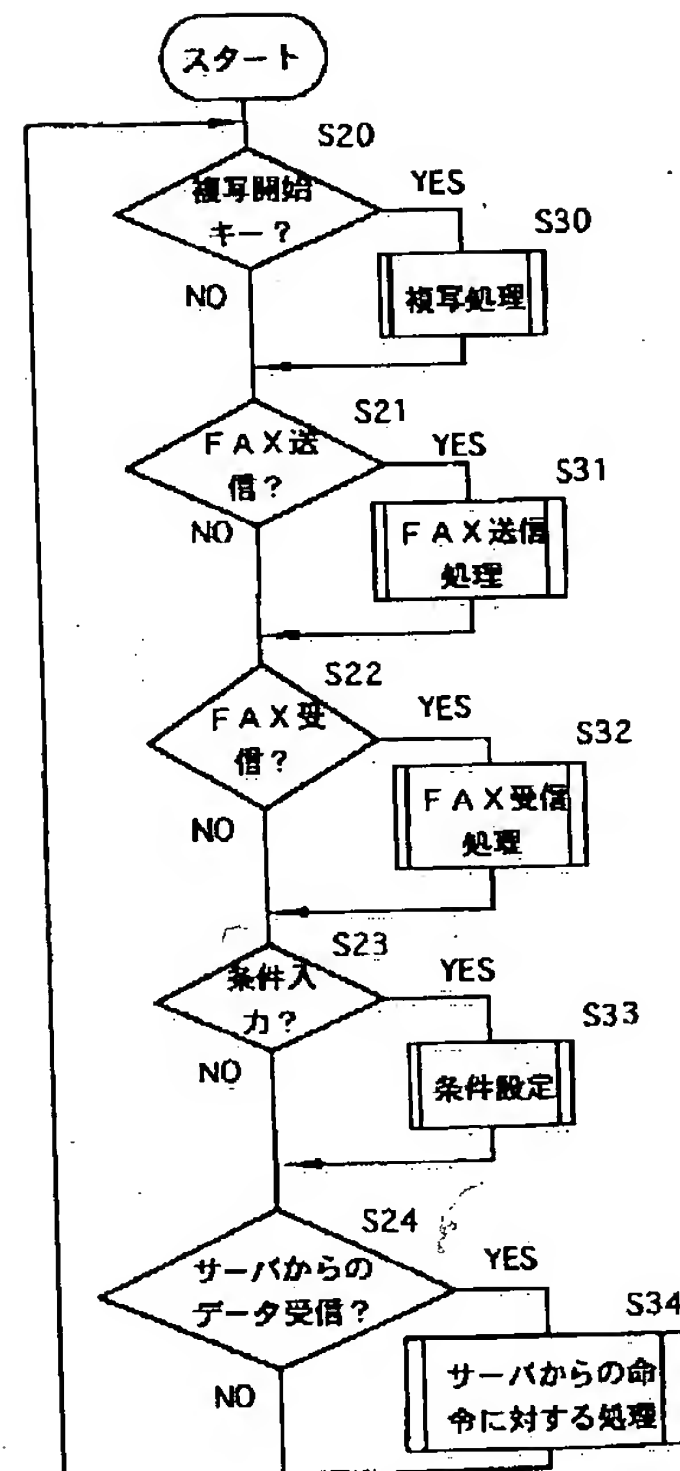 スタート
S20
複写開始
キー?
YES
S30
複写処理
NO
S21
FAX送
信?
YES
S31
FAX送信
処理
NO
S22
FAX受
信?
YES
S32
FAX受信
処理
NO
S23
条件入
力?
YES
S33
条件設定
NO
S24
サーバからの
データ受信?
YES
S34
サーバからの命
令に対する処理
NO